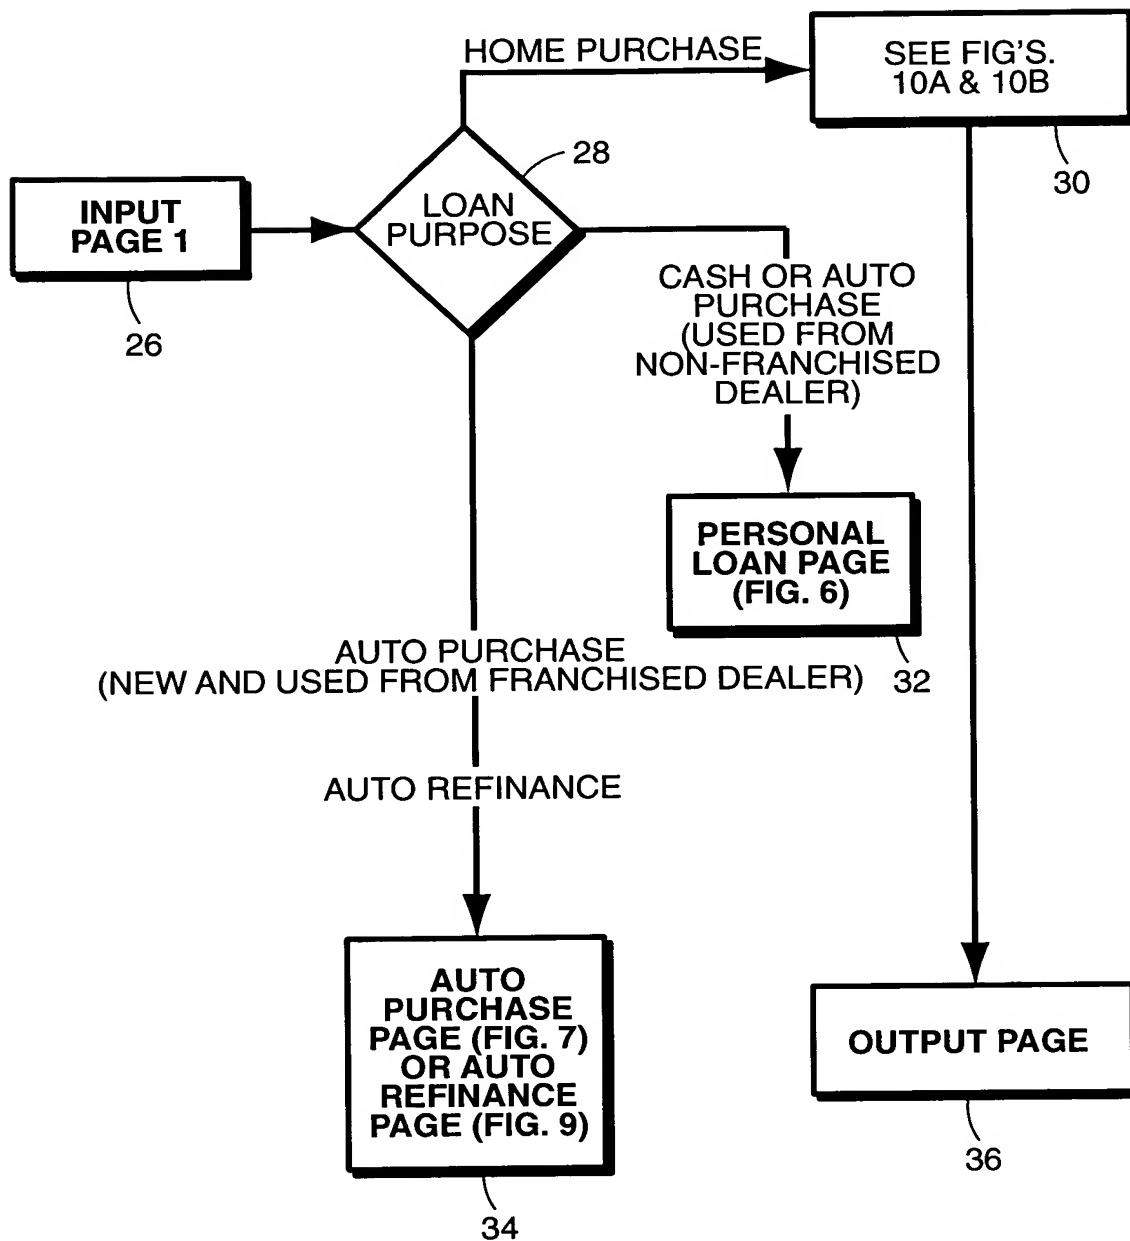 HOME PURCHASE
SEE FIG'S.
10A & 10B
30
28
INPUT
PAGE 1
26
LOAN
PURPOSE
CASH OR AUTO
PURCHASE
(USED FROM
NON-FRANCHISED
DEALER)
PERSONAL
LOAN PAGE
(FIG. 6)
32
AUTO PURCHASE
(NEW AND USED FROM FRANCHISED DEALER)
AUTO REFINANCE
AUTO
PURCHASE
PAGE (FIG. 7)
OR AUTO
REFINANCE
PAGE (FIG. 9)
34
OUTPUT PAGE
36